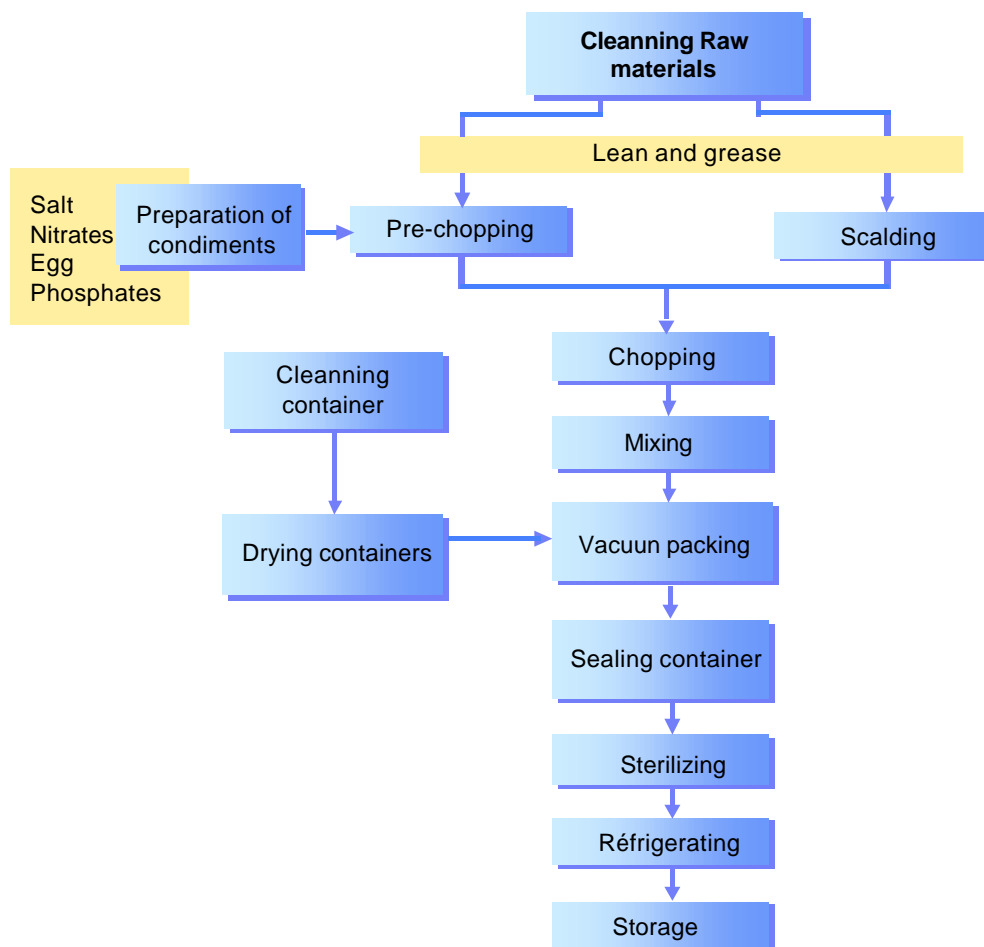 Cleanning Raw
materials
Lean and grease
Salt
Nitrates
Egg
Phosphates
Preparation of
condiments
Pre-chopping
Scalding
Chopping
Cleanning
container
Mixing
Drying containers
Vacuun packing
Sealing container
Sterilizing
Réfrigerating
Storage